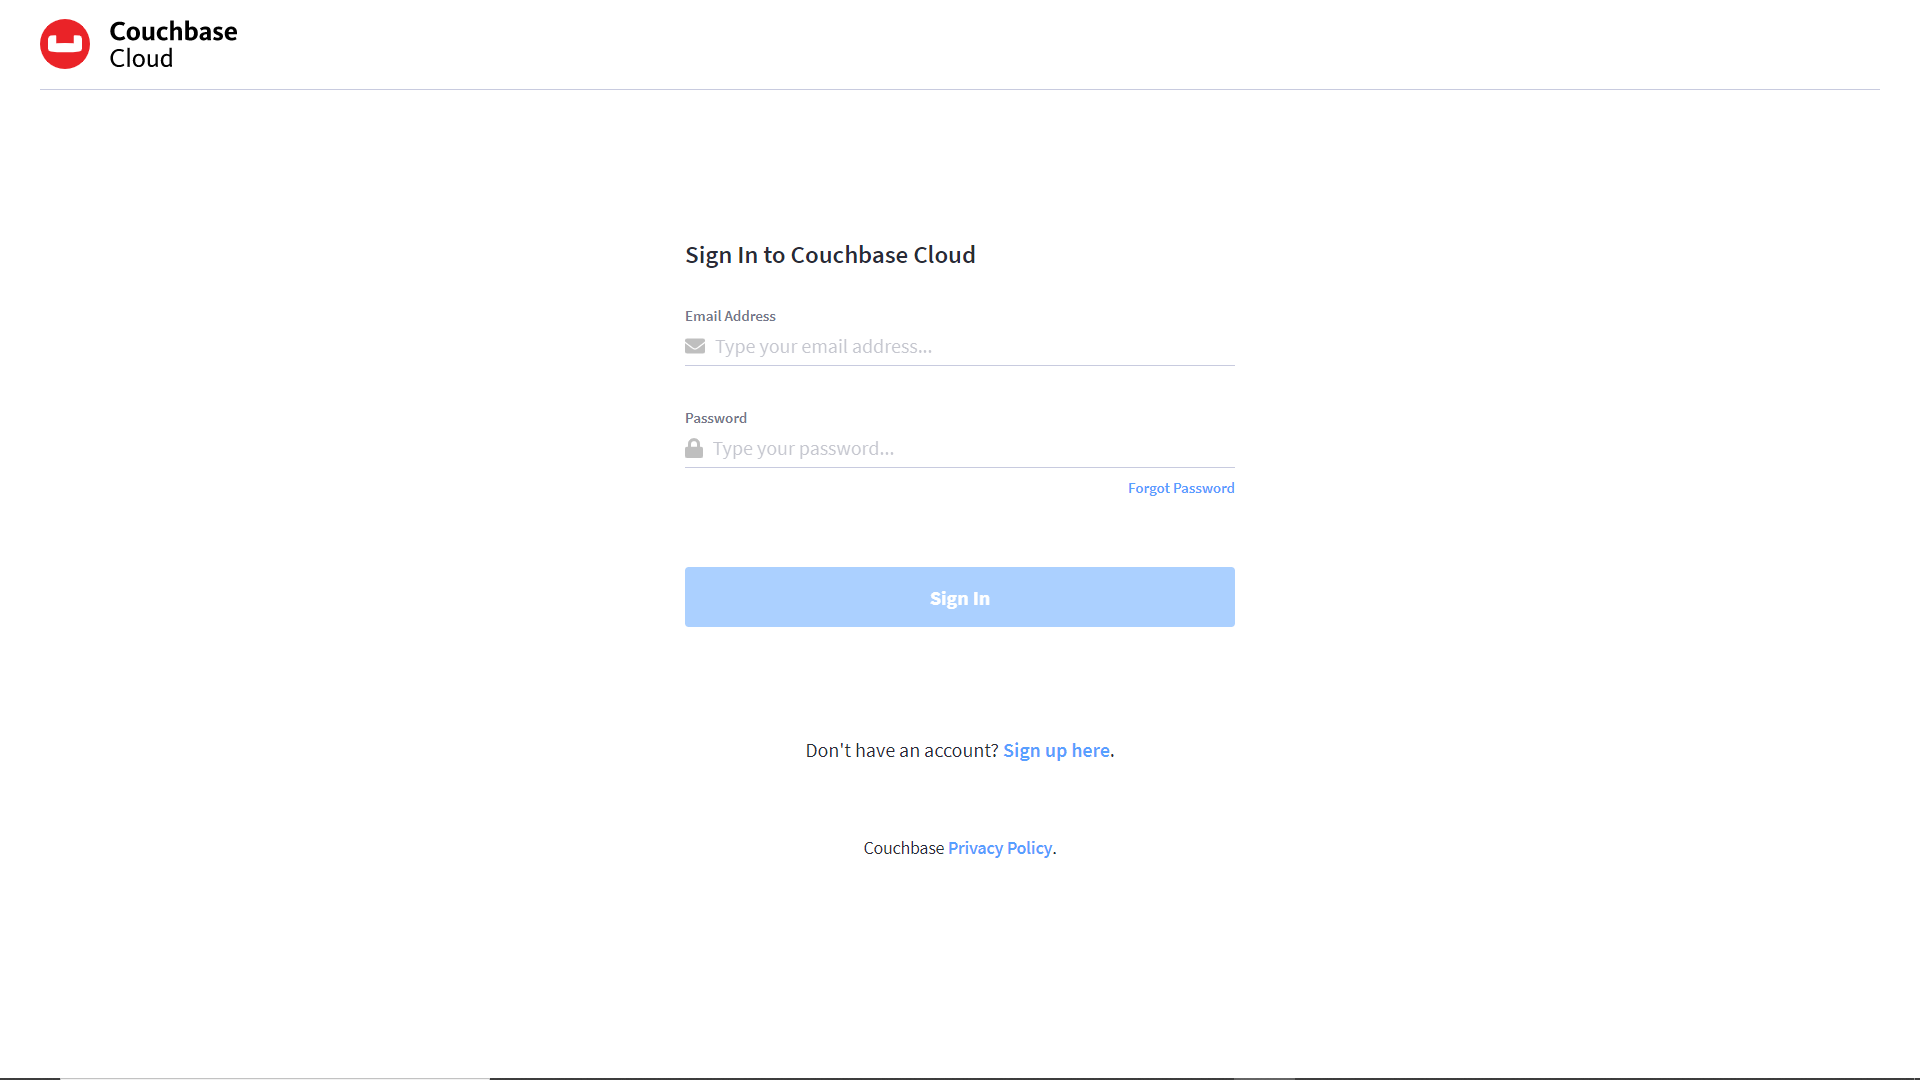 Couchbase
Cloud
Sign In to Couchbase Cloud
Email Address
Type your email address...
Password
Type your password...
Forgot Password
Sign In
Don't have an account? Sign up here.
Couchbase Privacy Policy.